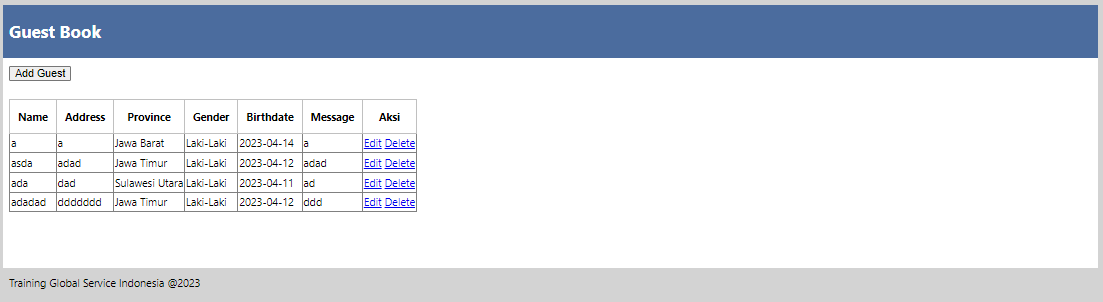 Guest Book
Add Guest
Name Address Province Gender Birthdate Message Aksi
a a Jawa Barat Laki-Laki 2023-04-14 a Edit Delete
asda adad Jawa Timur Laki-Laki 2023-04-12 adad Edit Delete
ada dad Sulawesi Utara Laki-Laki 2023-04-11 ad Edit Delete
adadad ddddddd Jawa Timur Laki-Laki 2023-04-12 ddd Edit Delete
Training Global Service Indonesia @2023